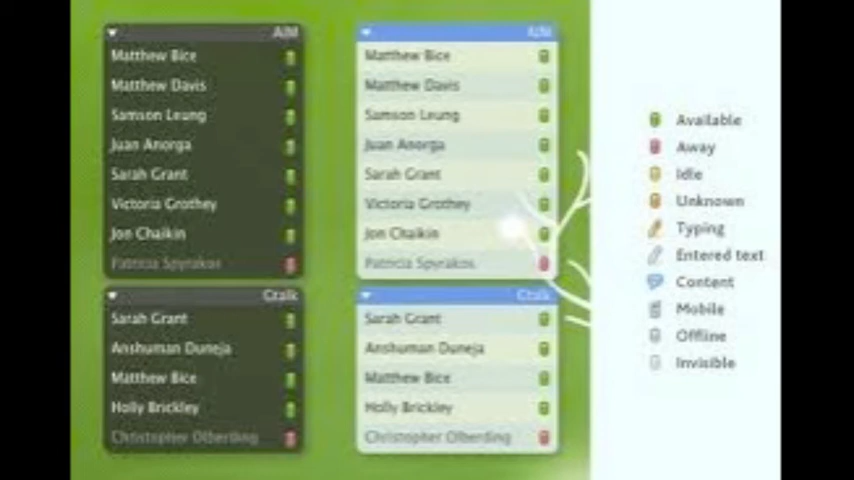 AIM
Matthew Bice
Matthew Davis
Samson Leung
Juan Anorga
Sarah Grant
Victoria Grothey
Jon Chaikin
Patricia Spyrakos
Gtalk
Sarah Grant
Anshuman Duneja
Matthew Bice
Holly Brickley
Christopher Olberding
AIM
Matthew Bice
Matthew Davis
Samson Leung
Juan Anorga
Sarah Grant
Victoria Grothey
Jon Chaikin
Patricia Spyrakos
Gtalk
Sarah Grant
Anshuman Duneja
Matthew Bice
Holly Brickley
Christopher Olberding
Available
Away
Idle
Unknown
Typing
Entered text
Content
Mobile
Offline
Invisible